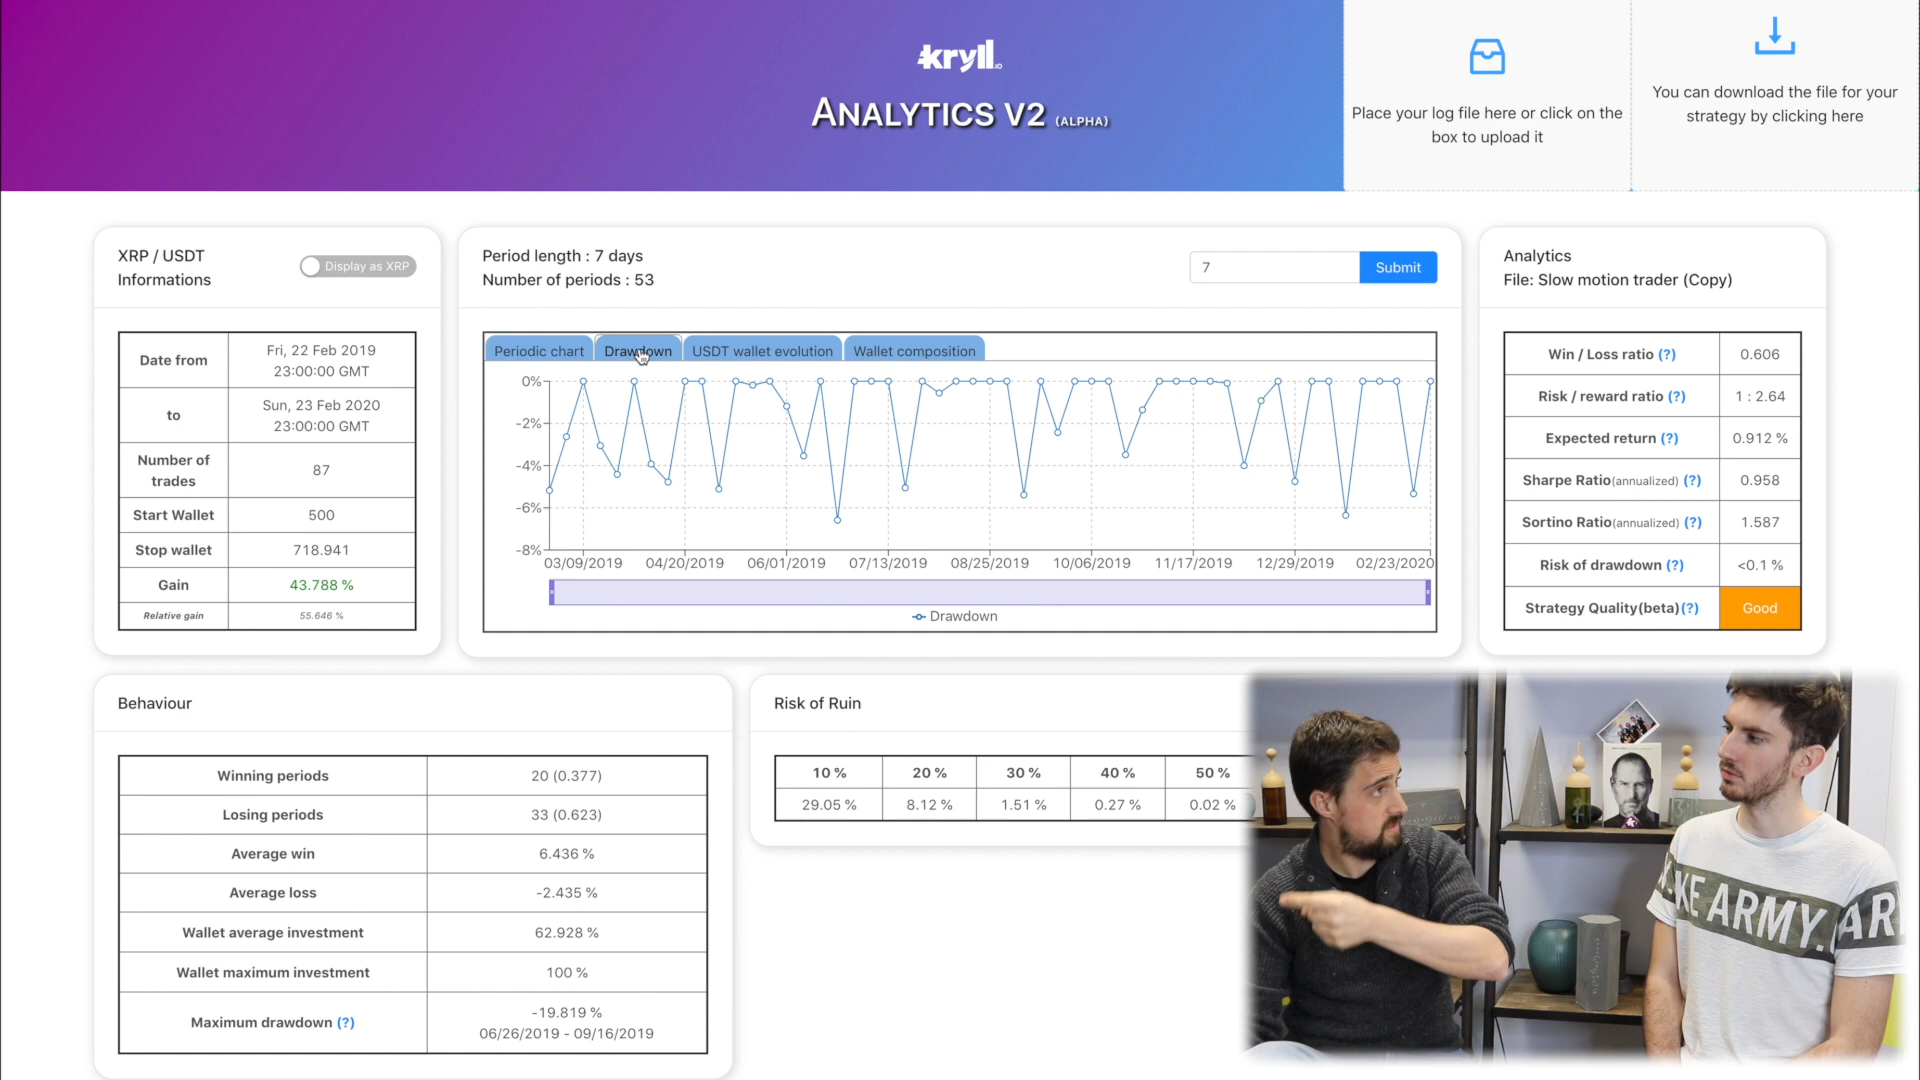 kryll.io
ANALYTICS V2 (ALPHA)
Place your log file here or click on the
box to upload it
You can download the file for your
strategy by clicking here
XRP / USDT
Informations
Display as XRP
Date from
Fri, 22 Feb 2019
23:00:00 GMT
to
Sun, 23 Feb 2020
23:00:00 GMT
Number of
trades
87
Start Wallet
500
Stop wallet
718.941
Gain
43.788 %
Relative gain
55.646 %
Period length : 7 days
Number of periods : 53
7
Submit
Periodic chart
Drawdown
USDT wallet evolution
Wallet composition
0%
-2%
-4%
-6%
-8%
03/09/2019
04/20/2019
06/01/2019
07/13/2019
08/25/2019
10/06/2019
11/17/2019
12/29/2019
02/23/2020
Drawdown
Analytics
File: Slow motion trader (Copy)
Win / Loss ratio (?)
0.606
Risk / reward ratio (?)
1 : 2.64
Expected return (?)
0.912 %
Sharpe Ratio(annualized) (?)
0.958
Sortino Ratio(annualized) (?)
1.587
Risk of drawdown (?)
<0.1 %
Strategy Quality(beta)(?)
Good
Behaviour
Winning periods
20 (0.377)
Losing periods
33 (0.623)
Average win
6.436 %
Average loss
-2.435 %
Wallet average investment
62.928 %
Wallet maximum investment
100 %
Maximum drawdown (?)
-19.819 %
06/26/2019 - 09/16/2019
Risk of Ruin
10 %
20 %
30 %
40 %
50 %
29.05 %
8.12 %
1.51 %
0.27 %
0.02 %
KE ARMY. AR